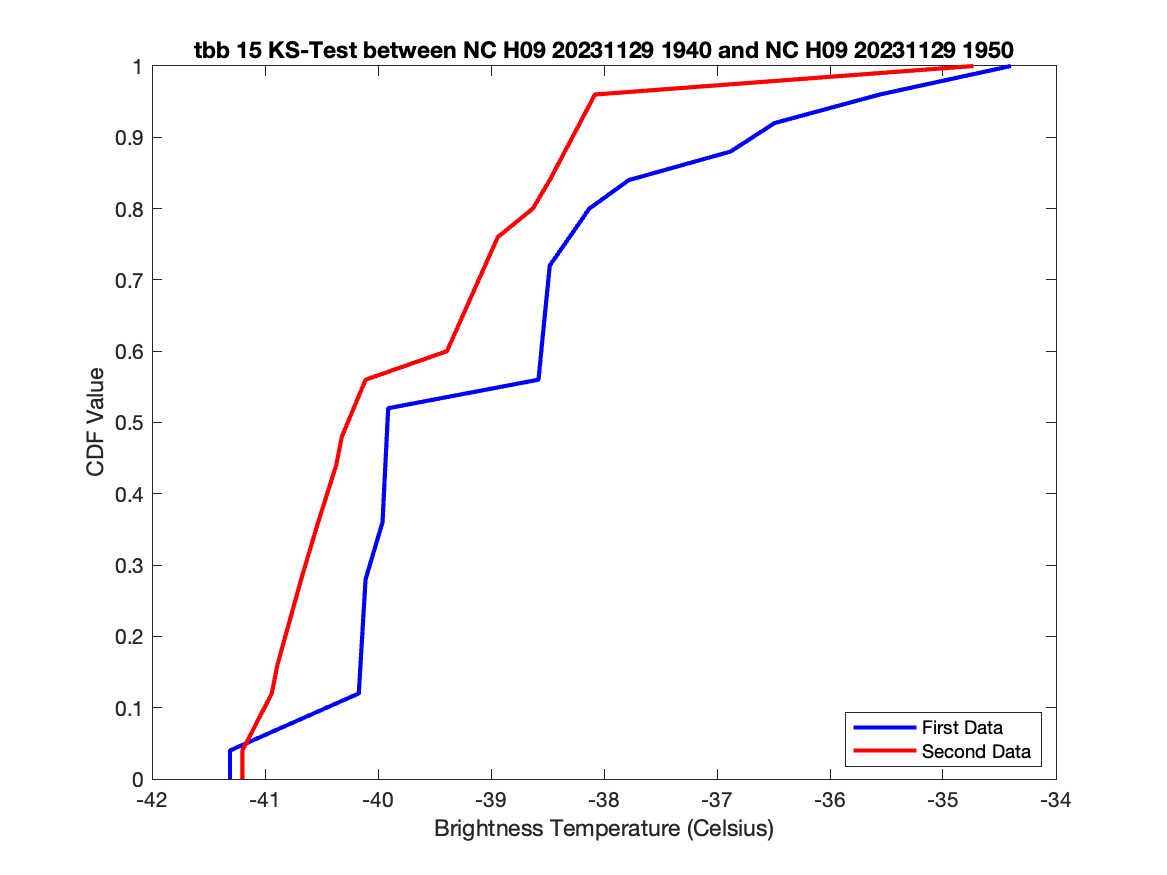 tbb 15 KS-Test between NC H09 20231129 1940 and NC H09 20231129 1950
1
0.9
0.8
0.7
0.6
0.5
0.4
0.3
0.2
0.1
0
CDF Value
First Data
Second Data
-42 -41 -40 -39 -38 -37 -36 -35 -34
Brightness Temperature (Celsius)